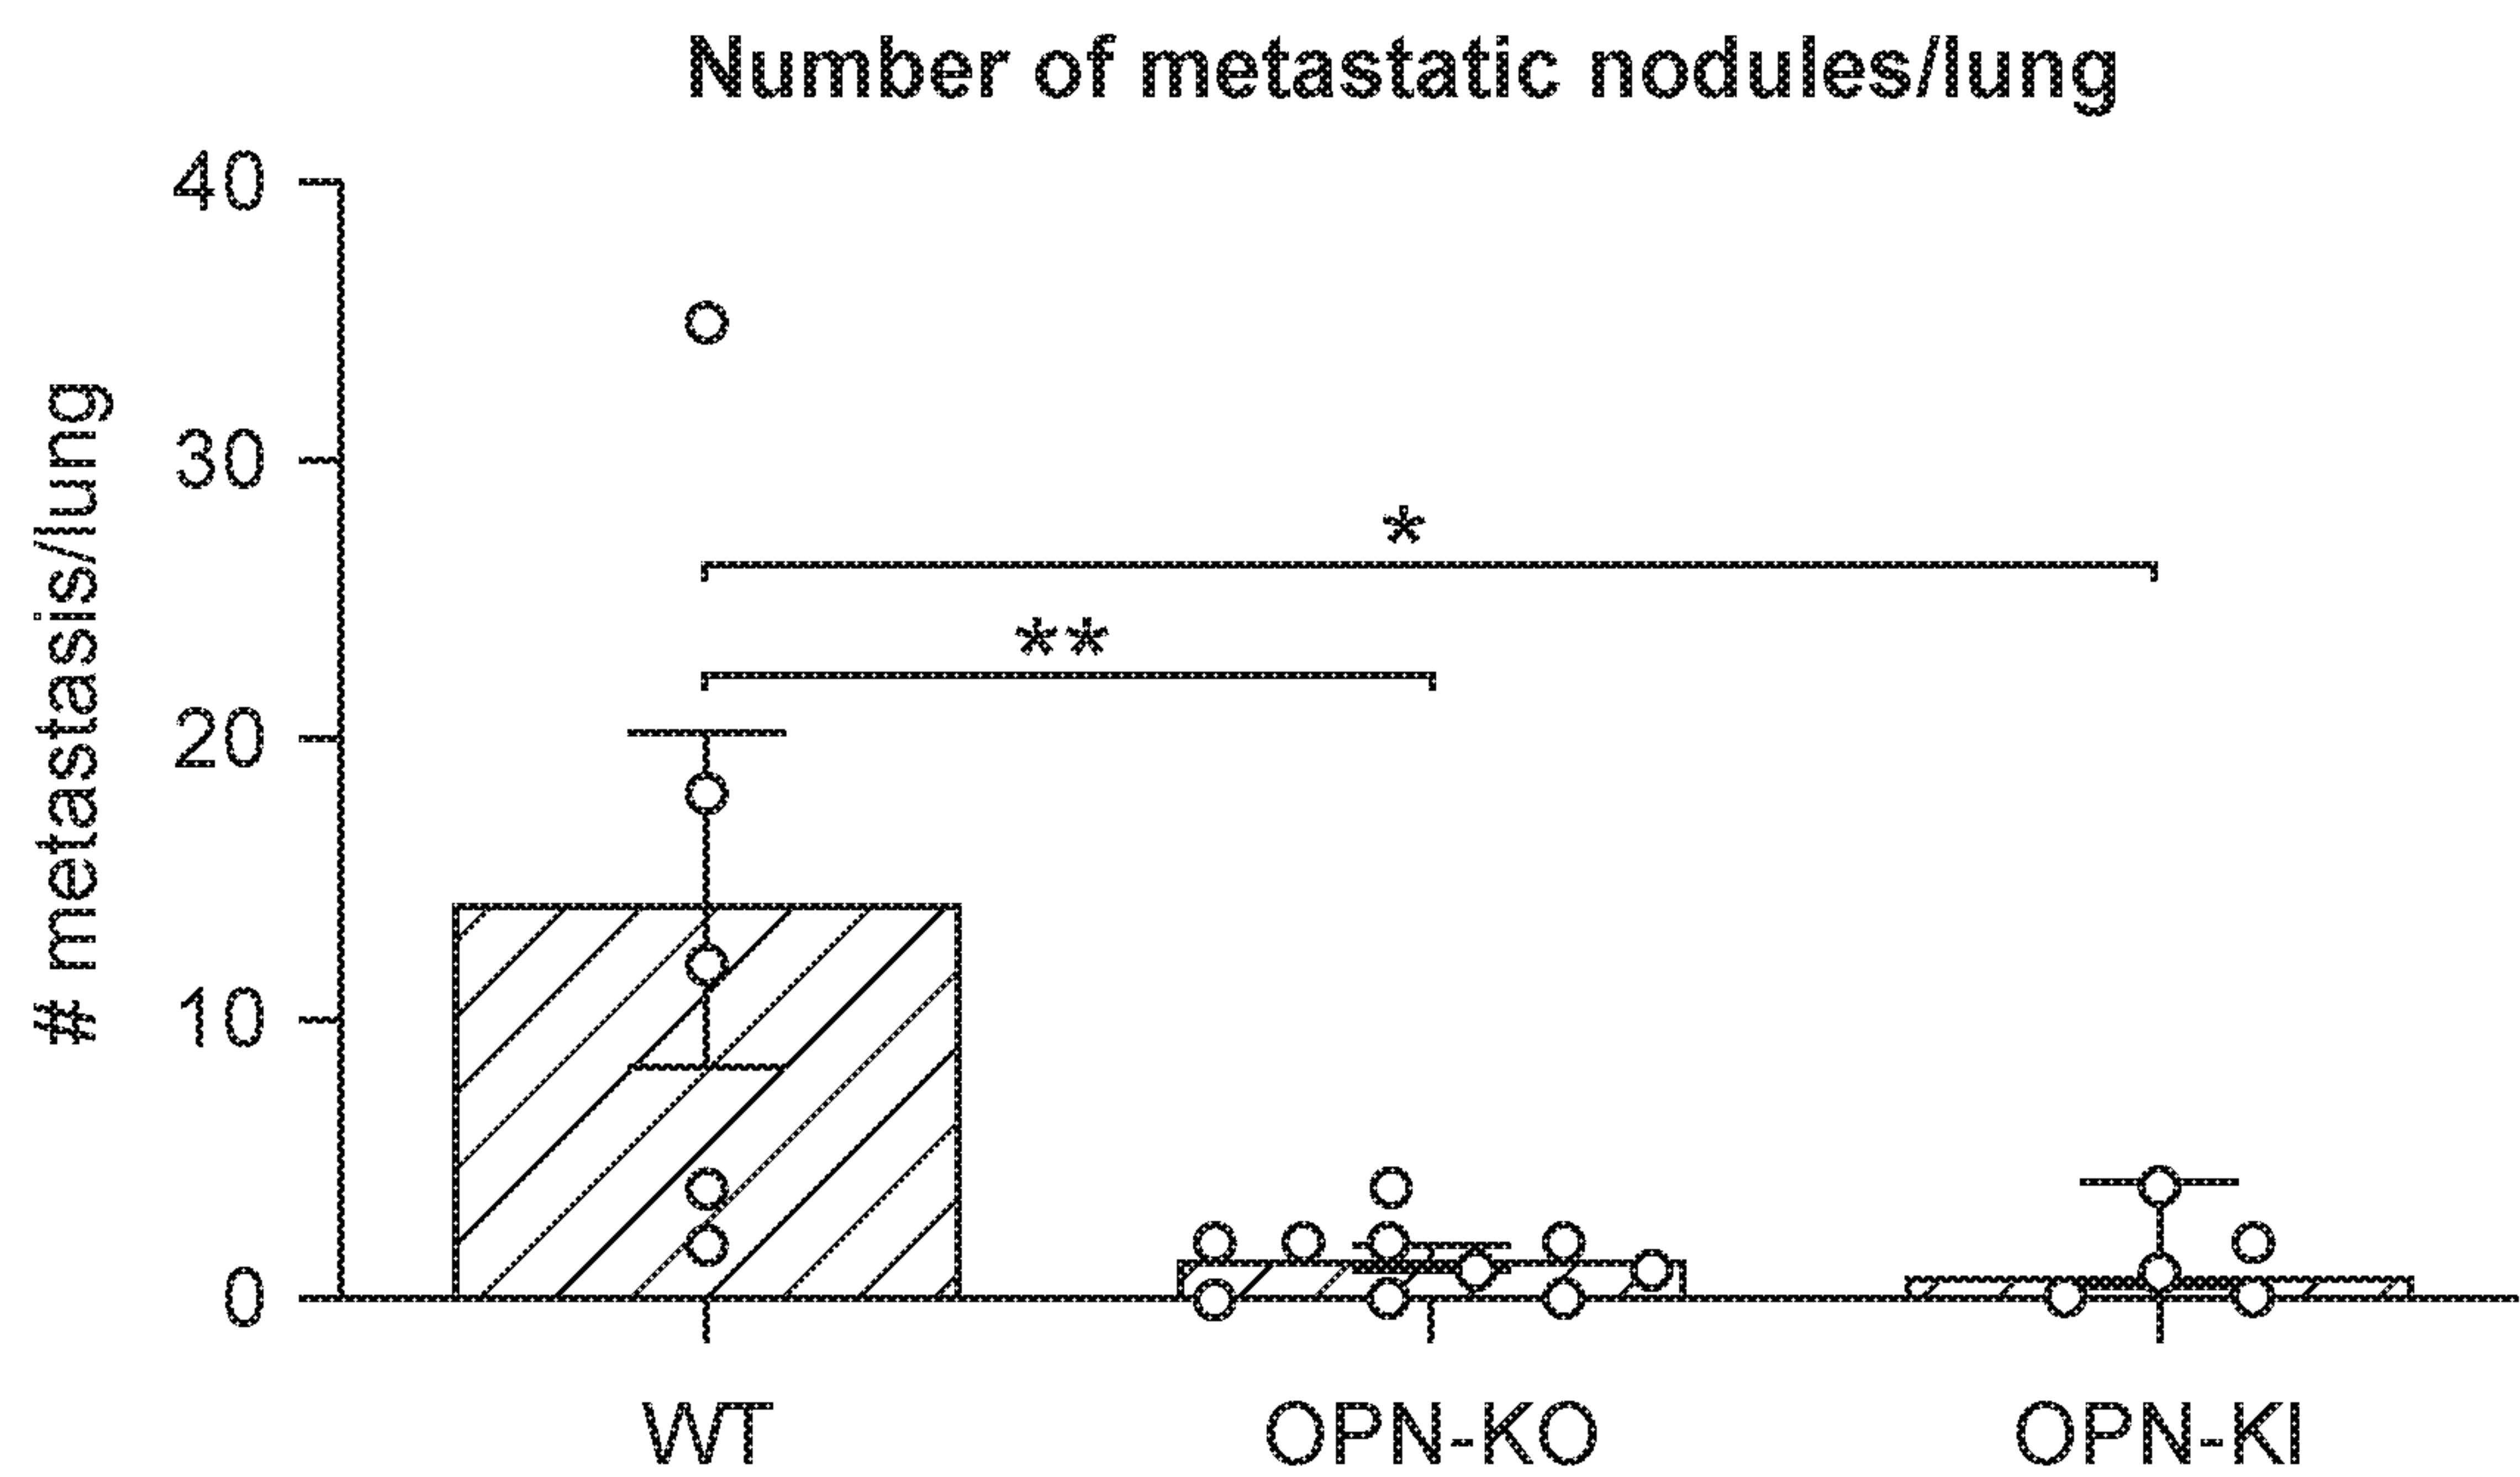 Number of metastatic nodules/lung
# metastasis/lung
40
30
20
10
0
*
**
WT
OPN-KO
OPN-KI